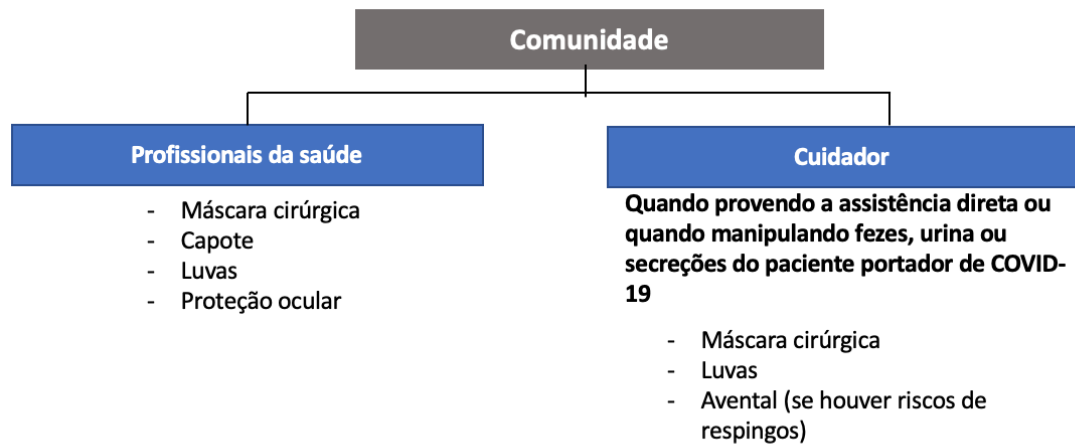 Comunidade
Profissionais da saúde
- Máscara cirúrgica
- Capote
- Luvas
- Proteção ocular
Cuidador
Quando provendo a assistência direta ou
quando manipulando fezes, urina ou
secreções do paciente portador de COVID-
19
- Máscara cirúrgica
- Luvas
- Avental (se houver riscos de
respingos)